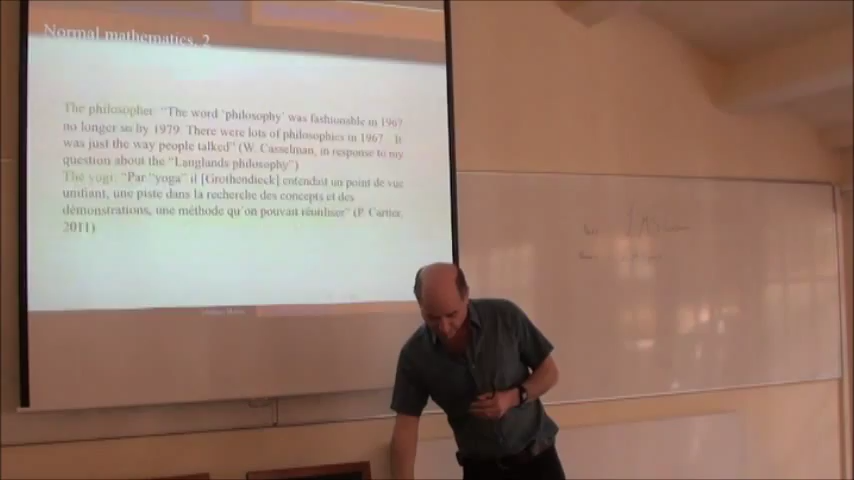 Normal mathematics, 2
The philosopher: “The word ‘philosophy’ was fashionable in 1967
no longer so by 1979. There were lots of philosophies in 1967. It
was just the way people talked” (W. Casselman, in response to my
question about the “Langlands philosophy”)
The yogi: “Par “yoga” il [Grothendieck] entendait un point de vue
unifiant, une piste dans la recherche des concepts et des
démonstrations, une méthode qu’on pouvait réutiliser” (P. Cartier,
2011)